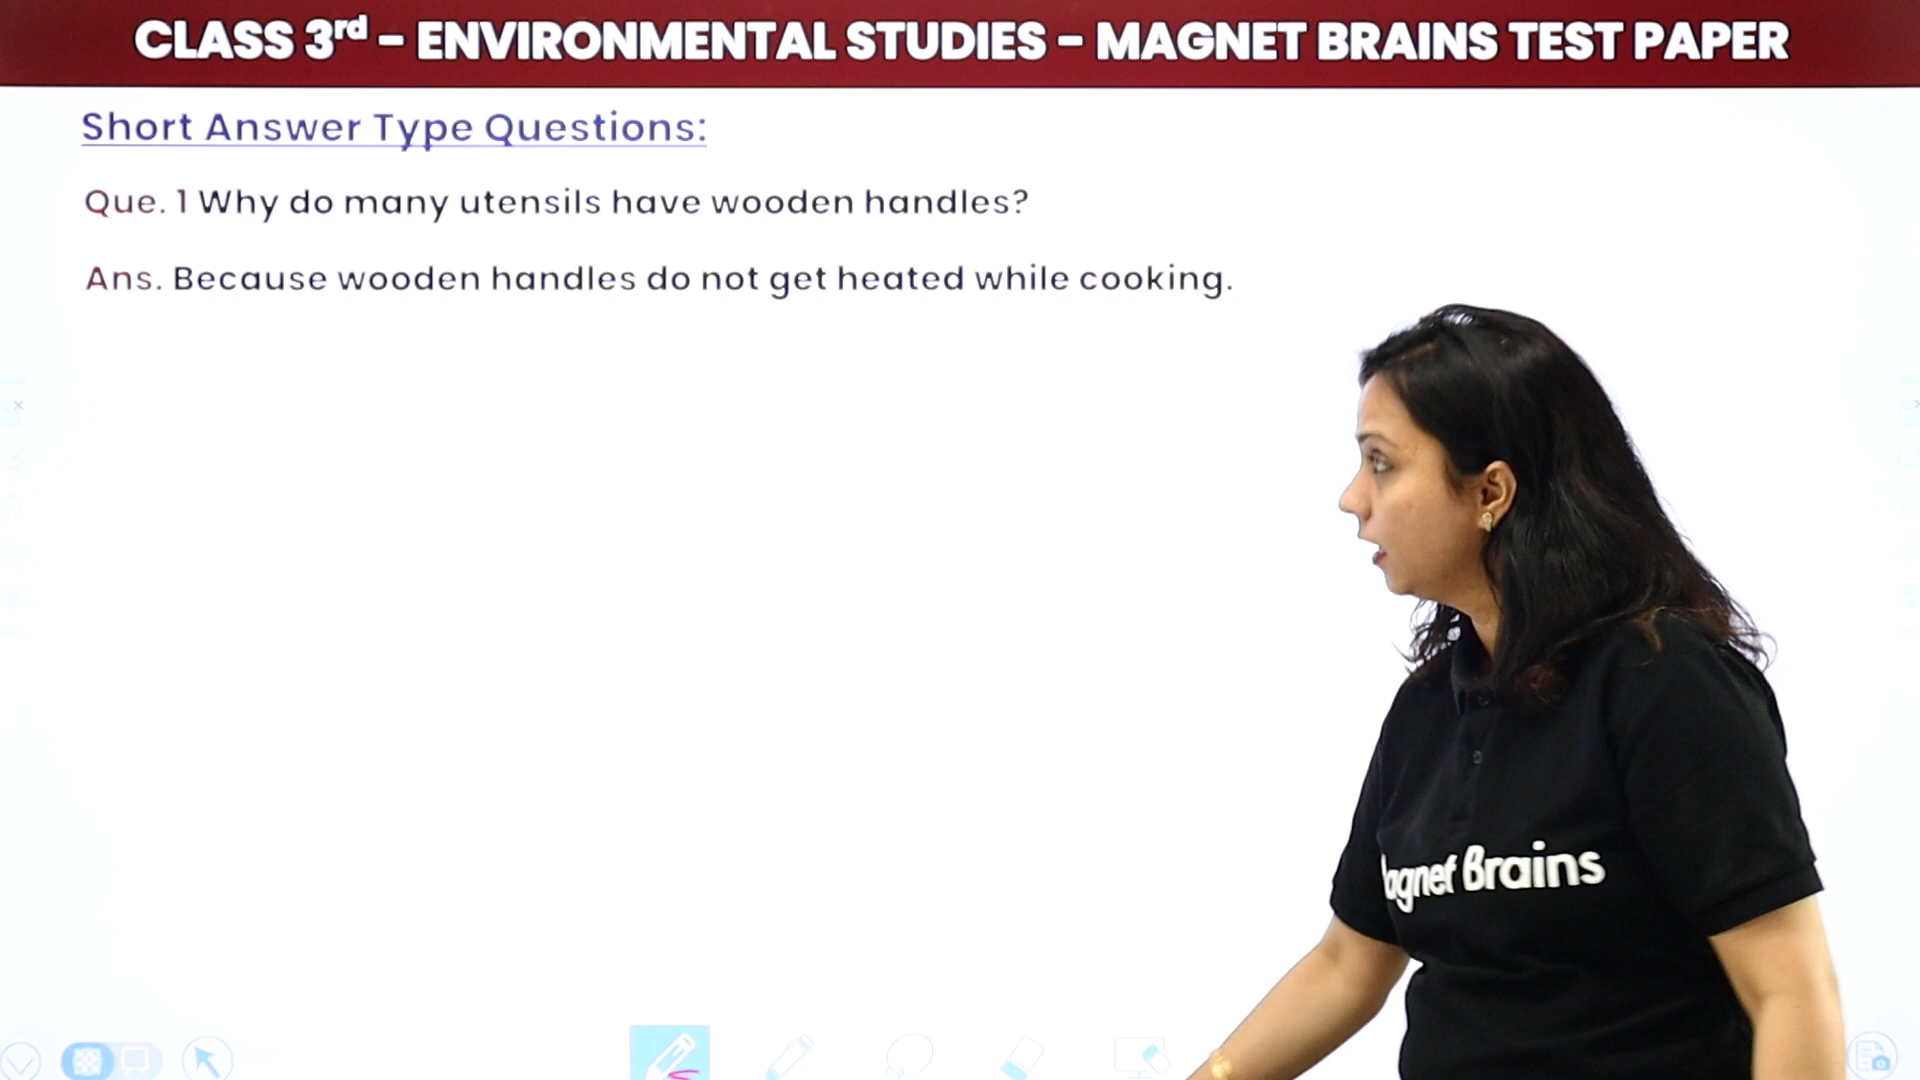 CLASS 3rd - ENVIRONMENTAL STUDIES - MAGNET BRAINS TEST PAPER
Short Answer Type Questions:
Que. 1 Why do many utensils have wooden handles?
Ans. Because wooden handles do not get heated while cooking.
agnet Brains